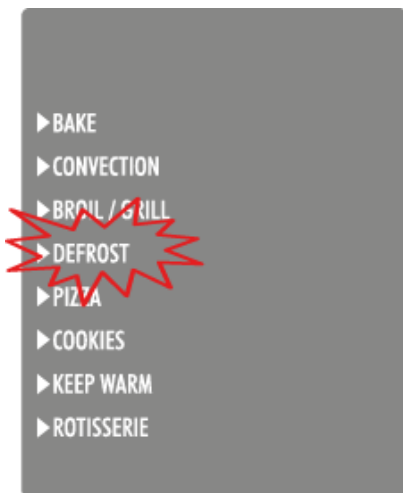 ▶BAKE
▶CONVECTION
▶BROIL / GRILL
▶DEFROST
▶PIZZA
▶COOKIES
▶KEEP WARM
▶ROTISSERIE